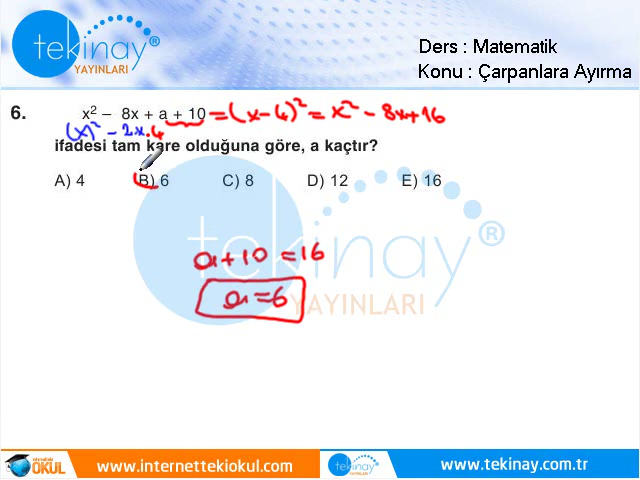 tekinay®
YAYINLARI
Ders : Matematik
Konu : Çarpanlara Ayırma
6. x² – 8x + a + 10 = (x – 4)² = x² – 8x + 16
(x)² – 2x.4
ifadesi tam kare olduğuna göre, a kaçtır?
A) 4 B) 6 C) 8 D) 12 E) 16
tekinay®
YAYINLARI
a + 10 = 16
a = 6
OKUL www.internettekiokul.com tekinay www.tekinay.com.tr